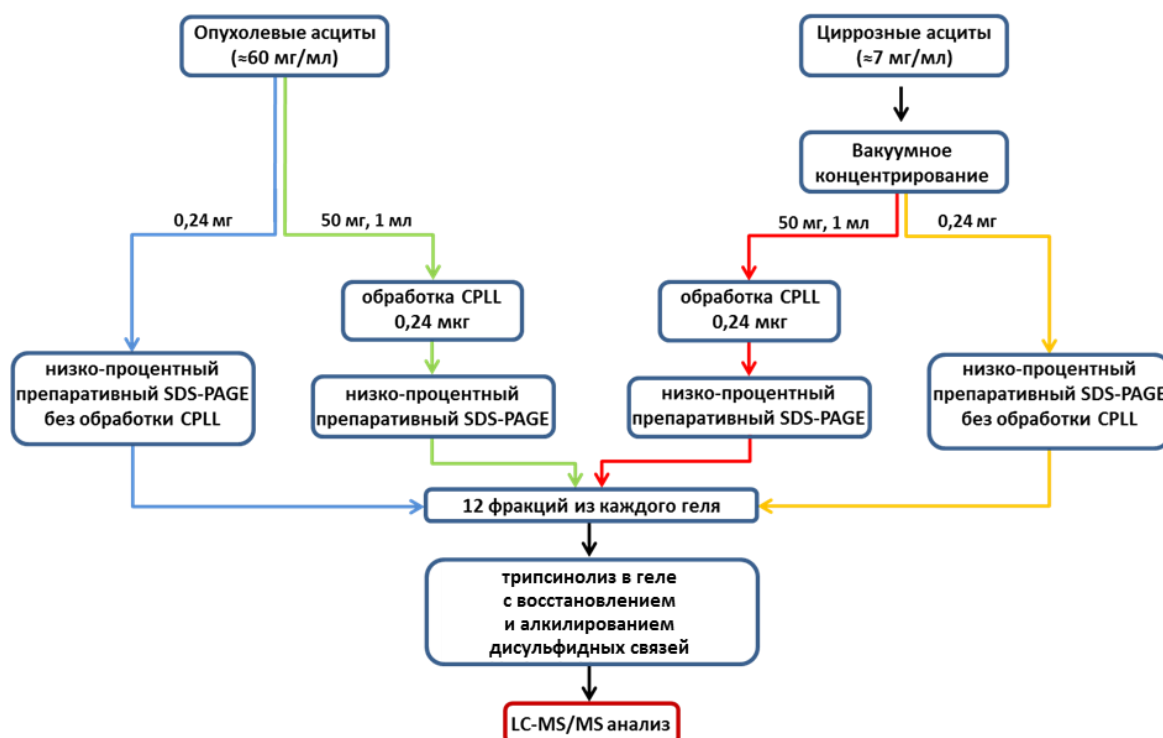 Опухолевые асциты
(≈60 мг/мл)
Циррозные асциты
(≈7 мг/мл)
Вакуумное
концентрирование
0,24 мг
50 мг, 1 мл
50 мг, 1 мл
0,24 мг
обработка CPLL
0,24 мкг
обработка CPLL
0,24 мкг
низко-процентный
препаративный SDS-PAGE
без обработки CPLL
низко-процентный
препаративный SDS-PAGE
низко-процентный
препаративный SDS-PAGE
низко-процентный
препаративный SDS-PAGE
без обработки CPLL
12 фракций из каждого геля
трипсинолиз в геле
с восстановлением
и алкилированием
дисульфидных связей
LC-MS/MS анализ